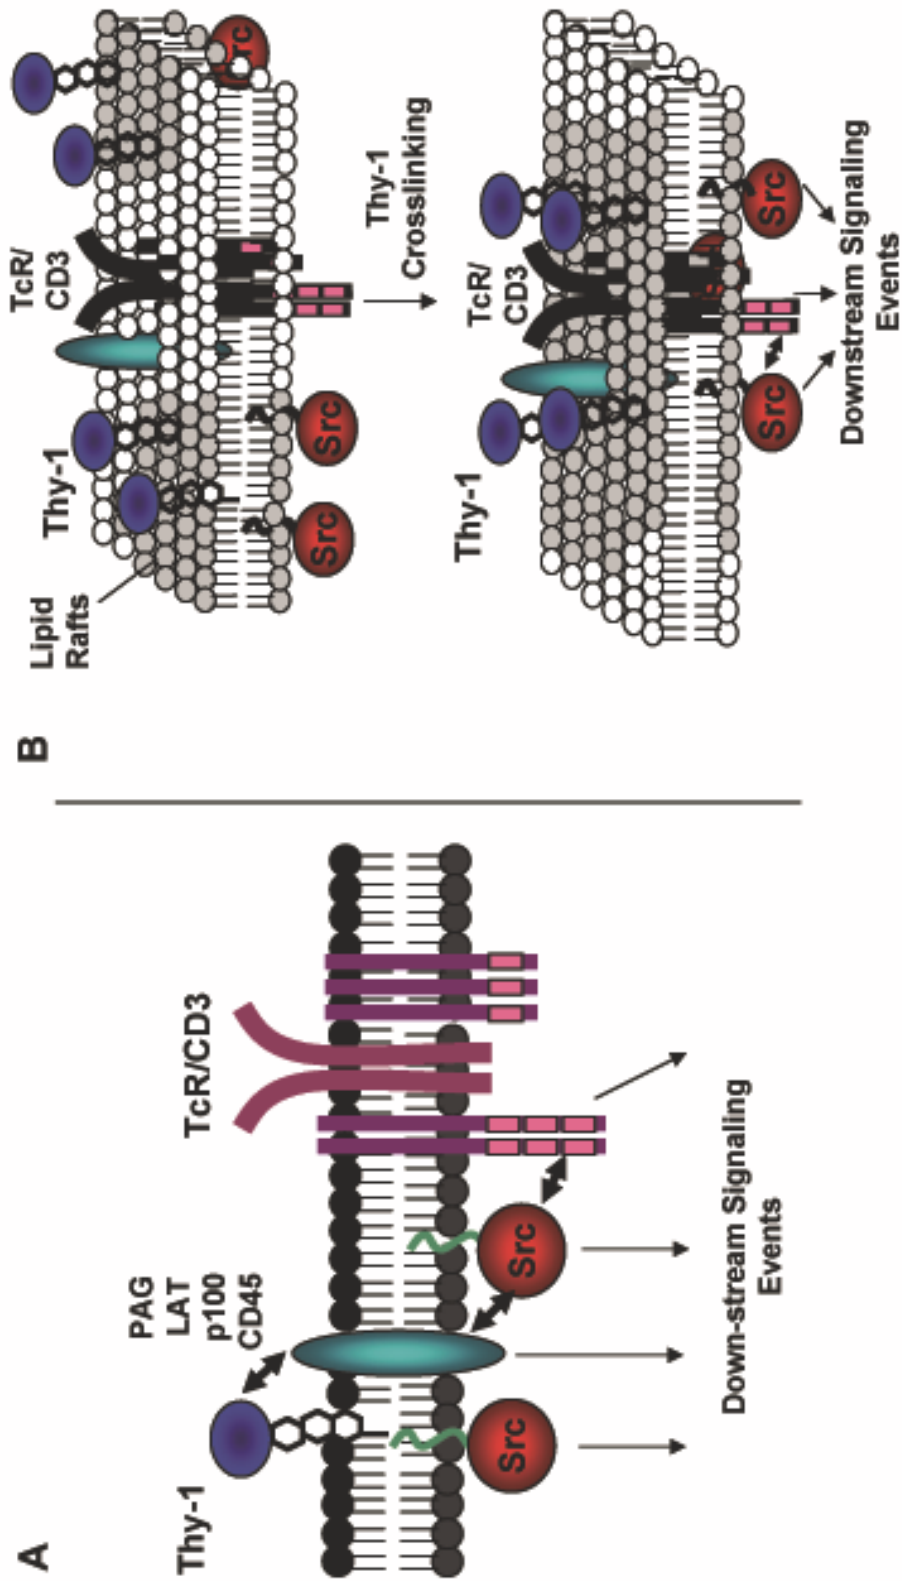 A
Thy-1
PAG
LAT
p100
CD45
TcR/CD3
Src
Src
Down-stream Signaling
Events
B
Lipid
Rafts
Thy-1
TcR/
CD3
Src
Src
Src
Thy-1
Crosslinking
Thy-1
TcR/
CD3
Src
Src
Downstream Signaling
Events